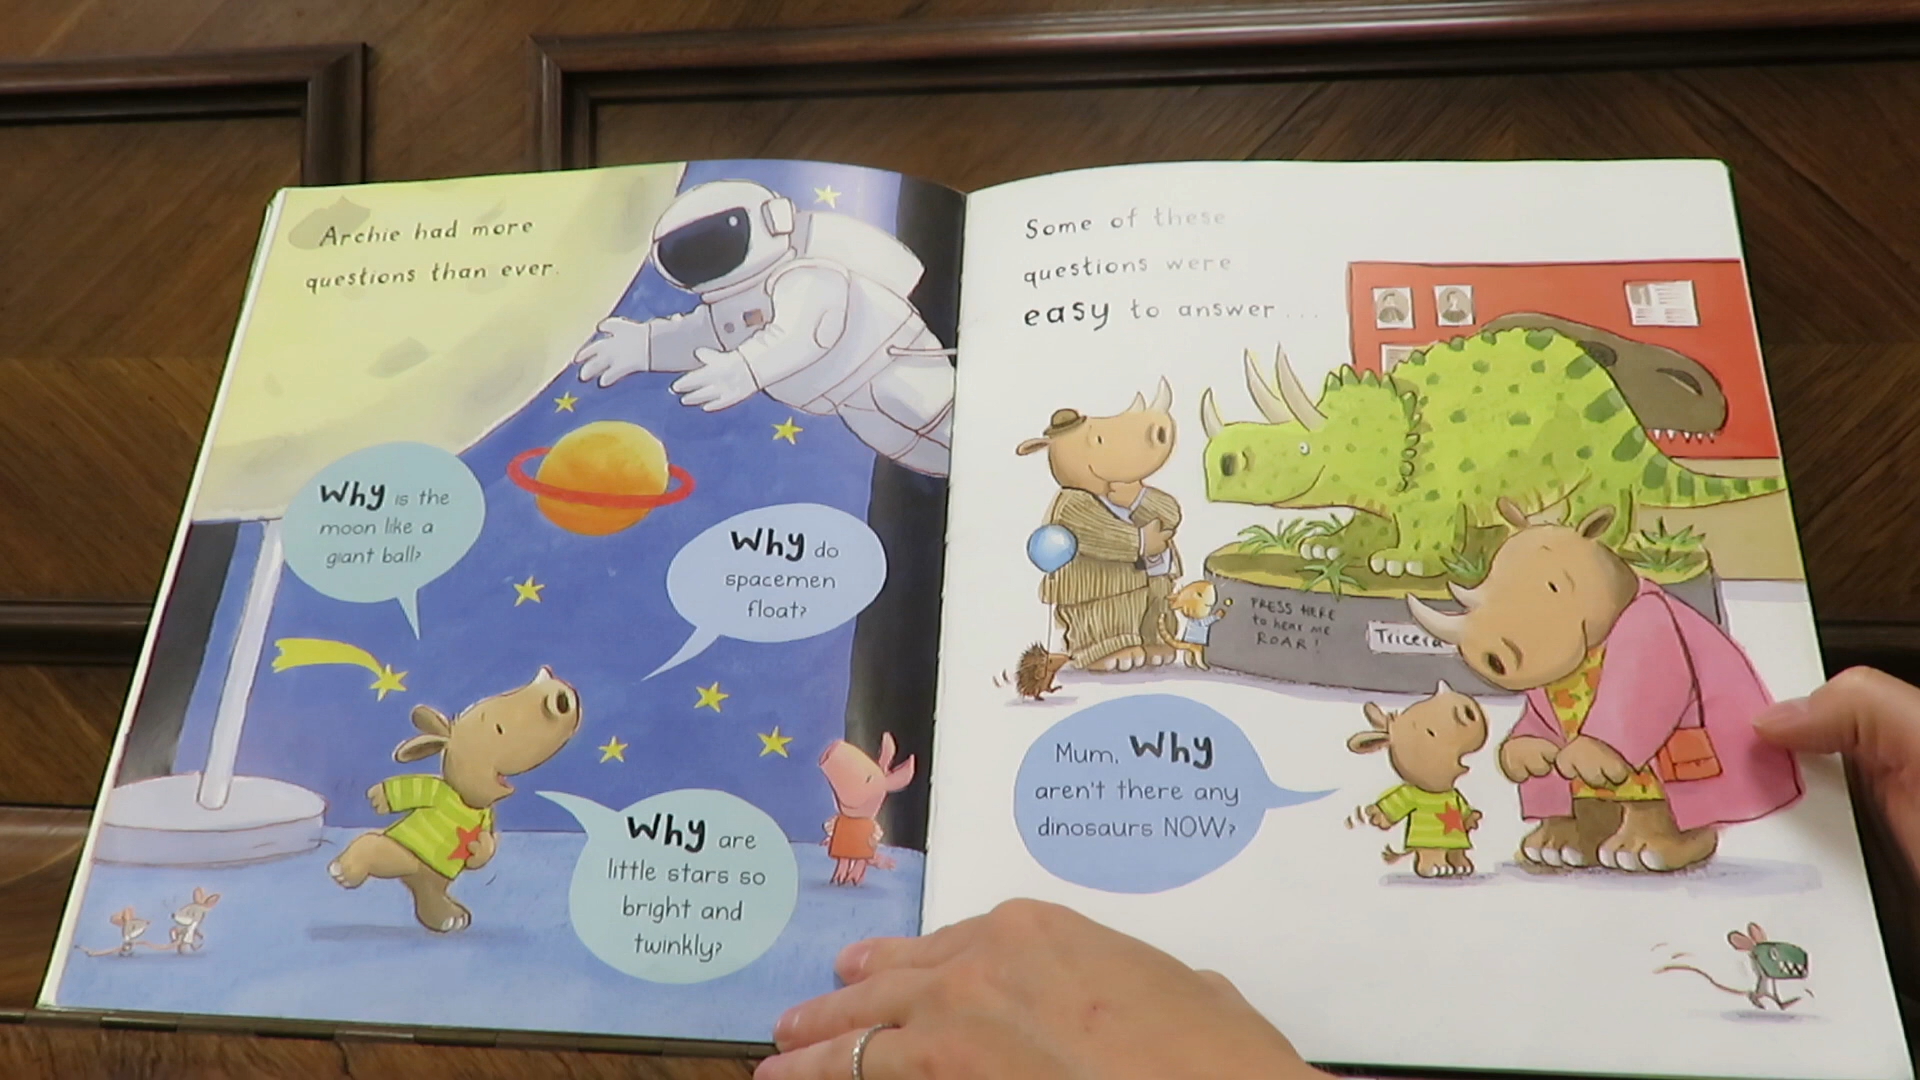 Archie had more
questions than ever.
Why is the
moon like a
giant ball?
Why do
spacemen
float?
Why are
little stars so
bright and
twinkly?
Some of these
questions were
easy to answer ...
PRESS HERE
to hear me
ROAR!
Tricera
Mum, Why
aren't there any
dinosaurs NOW?